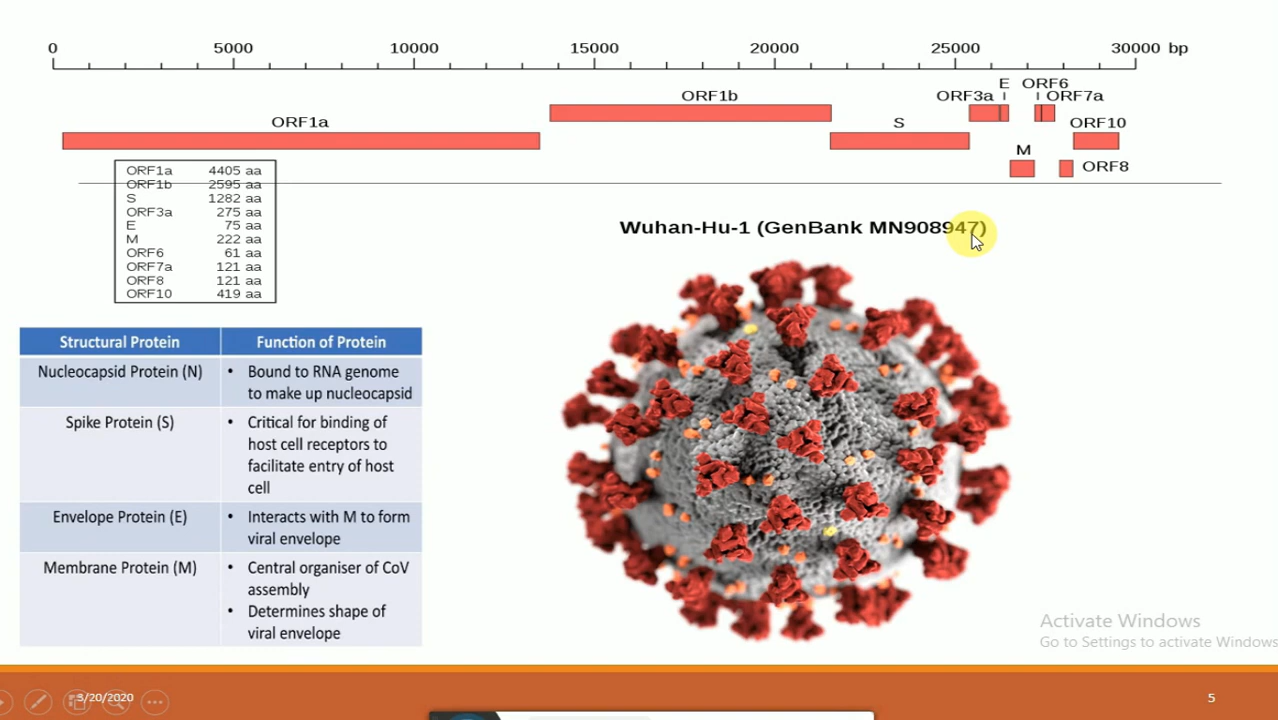 0 5000 10000 15000 20000 25000 30000 bp
E ORF6
ORF1b ORF3a ORF7a
ORF1a S ORF10
M
ORF8
ORF1a 4405 aa
ORF1b 2595 aa
S 1282 aa
ORF3a 275 aa
E 75 aa
M 222 aa
ORF6 61 aa
ORF7a 121 aa
ORF8 121 aa
ORF10 419 aa
Wuhan-Hu-1 (GenBank MN908947)
Structural Protein Function of Protein
Nucleocapsid Protein (N) • Bound to RNA genome
to make up nucleocapsid
Spike Protein (S) • Critical for binding of
host cell receptors to
facilitate entry of host
cell
Envelope Protein (E) • Interacts with M to form
viral envelope
Membrane Protein (M) • Central organiser of CoV
assembly
• Determines shape of
viral envelope
Activate Windows
Go to Settings to activate Windows
3/20/2020 5